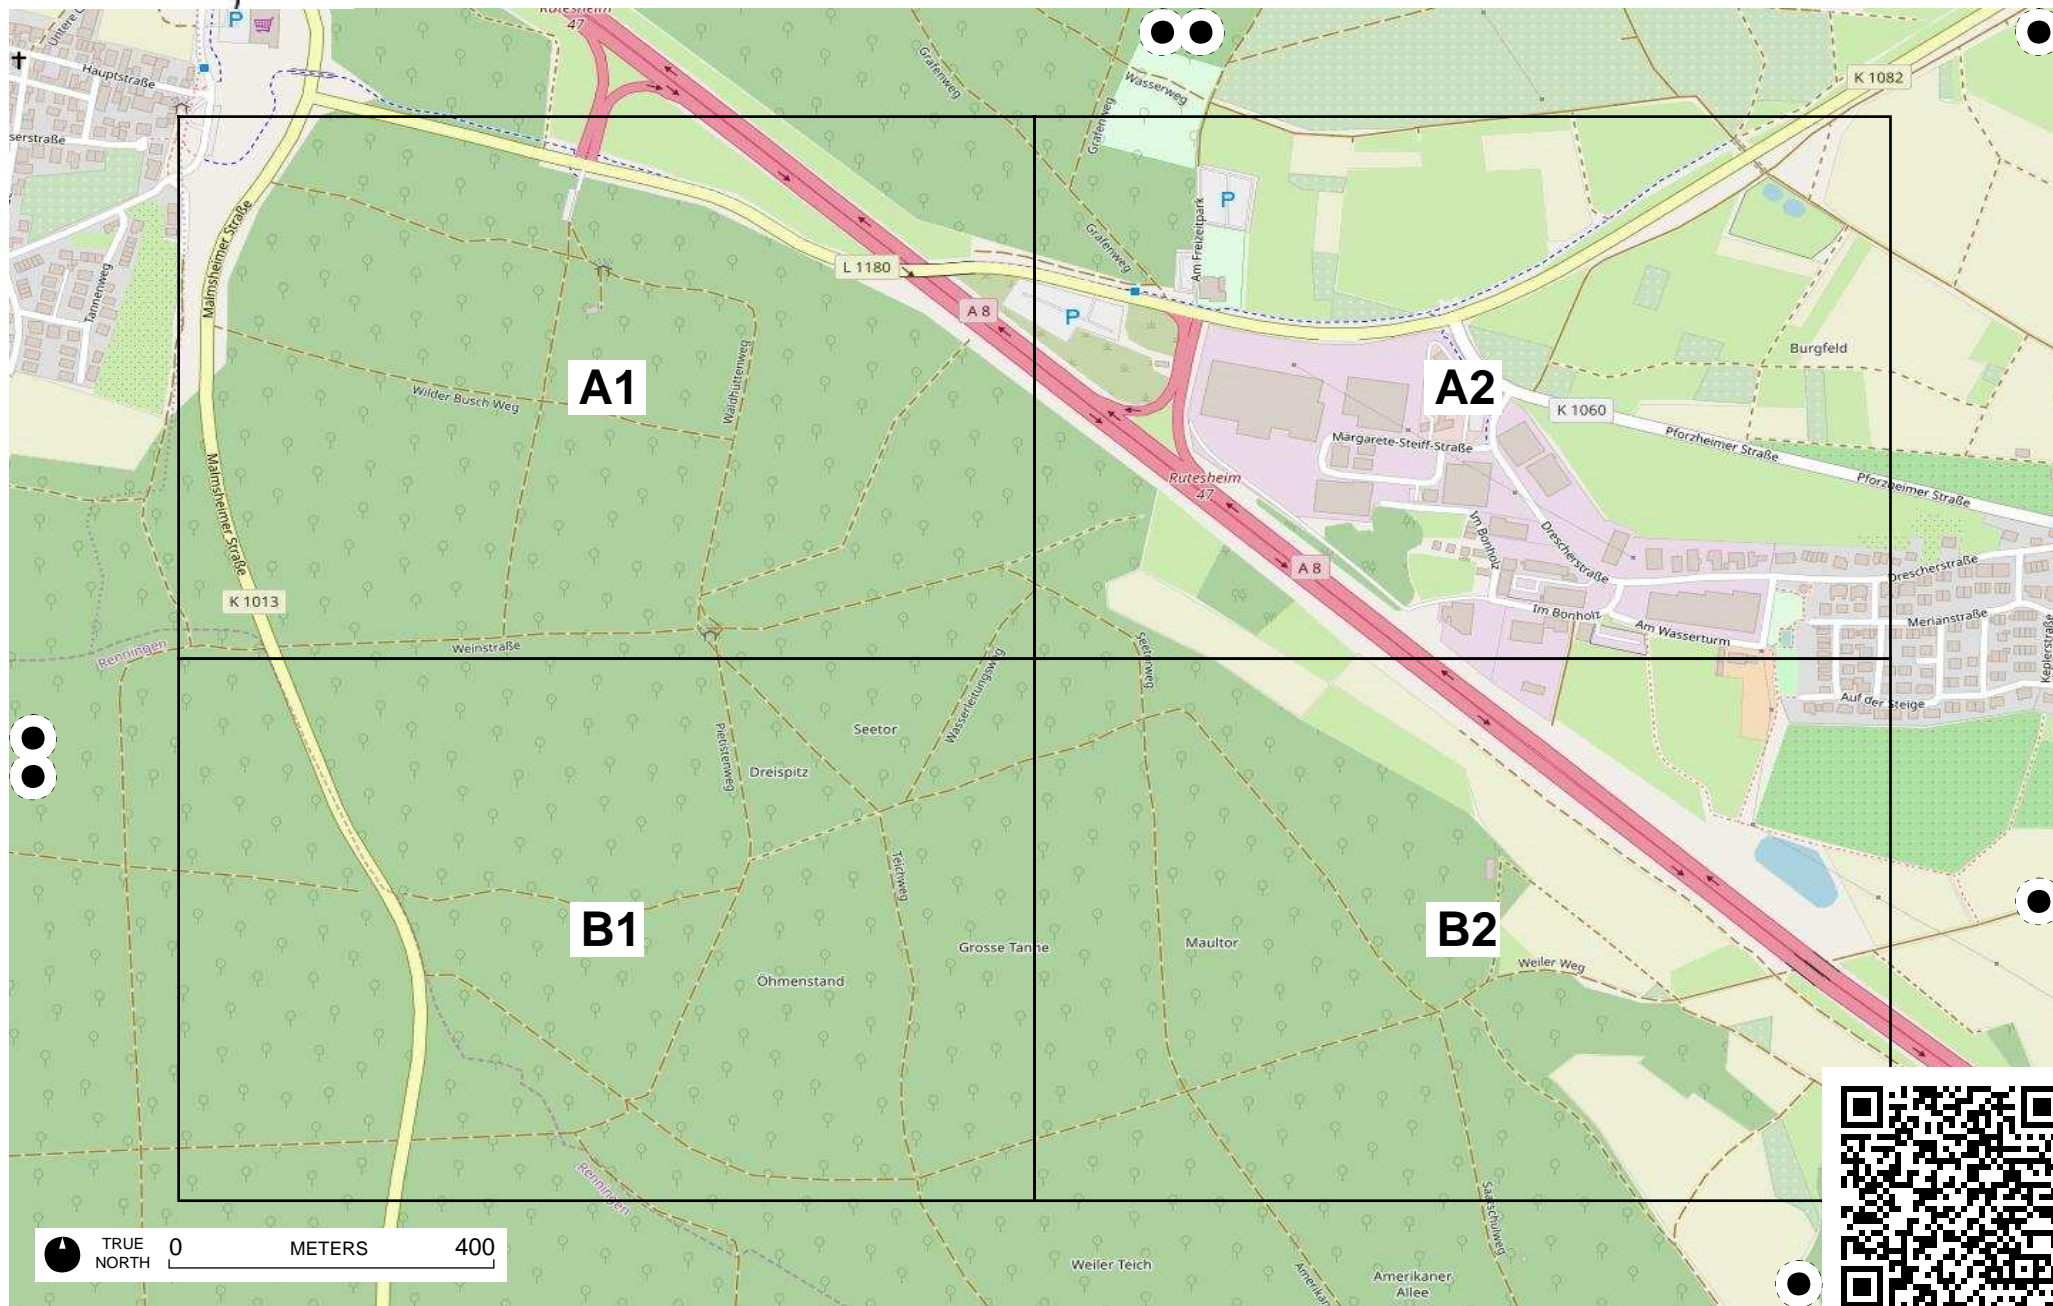 Rutesheim
47
P
Hauptstraße
K 1082
Grafenweg
Wasserweg
Grafenweg
serstraße
Malmsheimer Straße
Am Freizeitpark
P
Grafenweg
Tannenweg
L 1180
A 8
P
Burgfeld
Waldhüttenweg
A1
A2
Wilder Busch Weg
K 1060
Pforzheimer Straße
Margarete-Steiff-Straße
Malmsheimer Straße
Rutesheim
47
Pforzheimer Straße
Im Bonholz
Drescherstraße
A 8
Drescherstraße
K 1013
Im Bonholz
Merianstraße
Am Wasserturm
Keplerstraße
Weinstraße
Renningen
Seeterweg
Wasserleitungsweg
Auf der Steige
Seetor
Pietistenweg
Dreispitz
Teichweg
B1
B2
Grosse Tanne
Maultor
Weiler Weg
Öhmenstand
Renningen
Saarschulweg
TRUE
NORTH
0 METERS 400
Weiler Teich
Amerikaner
Allee